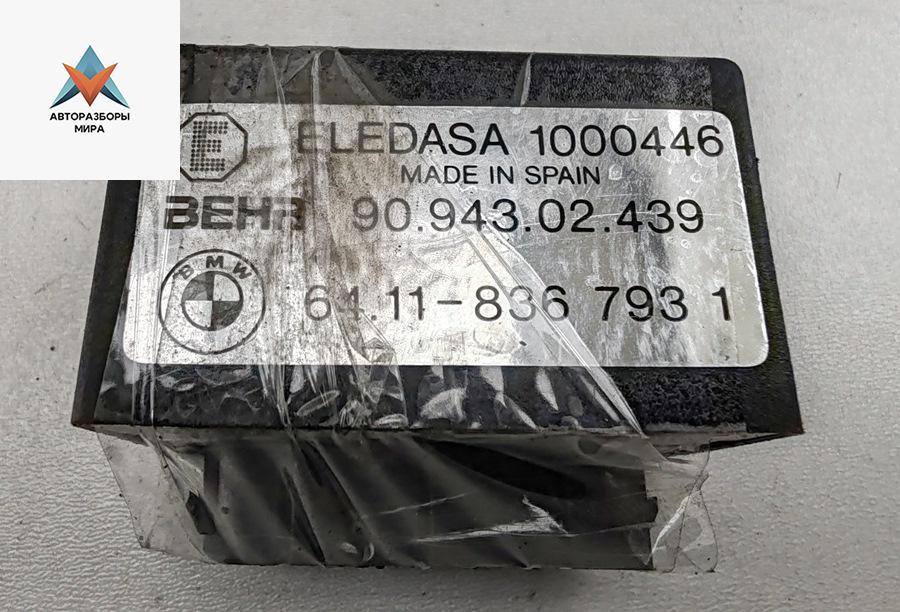 АВТОРАЗБОРЫ
МИРА
E ELEDASA 1000446
MADE IN SPAIN
BEHR 90.943.02.439
BMW 64.11-836 793 1